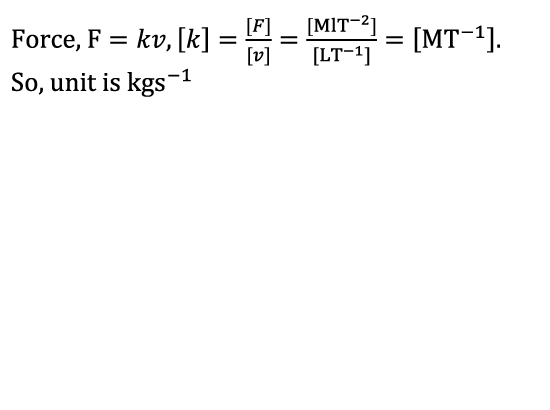 Force, F = kv, [k] = [F]/[v] = [MlT⁻²]/[LT⁻¹] = [MT⁻¹].
So, unit is kgs⁻¹